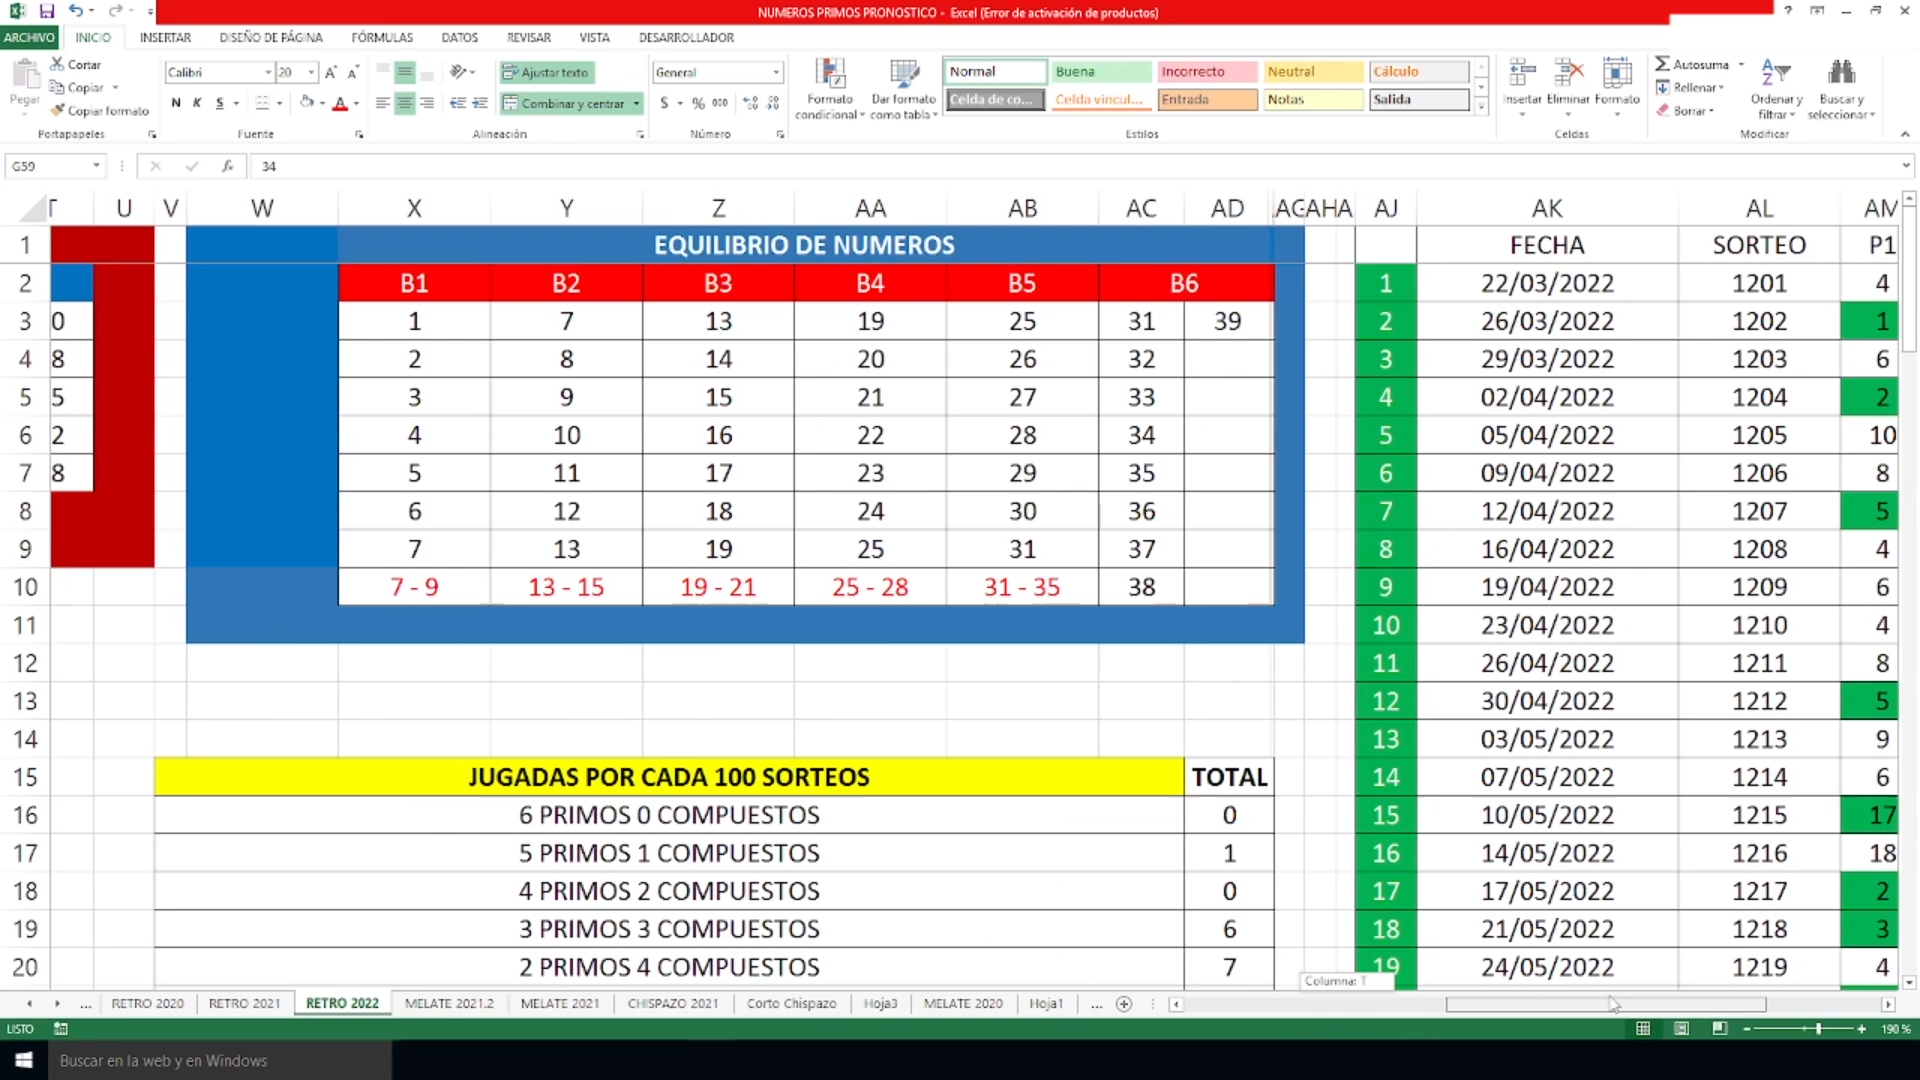 NUMEROS PRIMOS PRONOSTICO - Excel (Error de activación de productos)
ARCHIVO INICIO INSERTAR DISEÑO DE PÁGINA FÓRMULAS DATOS REVISAR VISTA DESARROLLADOR
Pegar
Cortar
Copiar
Copiar formato
Portapapeles
Calibri 20
N K S
Fuente
Ajustar texto
Combinar y centrar
Alineación
General
$ % 000
Número
Formato condicional
Dar formato como tabla
Normal Buena Incorrecto Neutral Cálculo
Celda de co... Celda vincul... Entrada Notas Salida
Estilos
Insertar Eliminar Formato
Celdas
Autosuma
Rellenar
Borrar
Ordenar y filtrar
Buscar y seleccionar
Modificar
G59 fx 34
T U V W X Y Z AA AB AC AD AG AH A AJ AK AL AM
1 EQUILIBRIO DE NUMEROS FECHA SORTEO P1
2 B1 B2 B3 B4 B5 B6 1 22/03/2022 1201 4
3 0 1 7 13 19 25 31 39 2 26/03/2022 1202 1
4 8 2 8 14 20 26 32 3 29/03/2022 1203 6
5 5 3 9 15 21 27 33 4 02/04/2022 1204 2
6 2 4 10 16 22 28 34 5 05/04/2022 1205 10
7 8 5 11 17 23 29 35 6 09/04/2022 1206 8
8 6 12 18 24 30 36 7 12/04/2022 1207 5
9 7 13 19 25 31 37 8 16/04/2022 1208 4
10 7 - 9 13 - 15 19 - 21 25 - 28 31 - 35 38 9 19/04/2022 1209 6
11 10 23/04/2022 1210 4
12 11 26/04/2022 1211 8
13 12 30/04/2022 1212 5
14 13 03/05/2022 1213 9
15 JUGADAS POR CADA 100 SORTEOS TOTAL 14 07/05/2022 1214 6
16 6 PRIMOS 0 COMPUESTOS 0 15 10/05/2022 1215 17
17 5 PRIMOS 1 COMPUESTOS 1 16 14/05/2022 1216 18
18 4 PRIMOS 2 COMPUESTOS 0 17 17/05/2022 1217 2
19 3 PRIMOS 3 COMPUESTOS 6 18 21/05/2022 1218 3
20 2 PRIMOS 4 COMPUESTOS 7 19 24/05/2022 1219 4
Columna: T
... RETRO 2020 RETRO 2021 RETRO 2022 MELATE 2021.2 MELATE 2021 CHISPAZO 2021 Corto Chispazo Hoja3 MELATE 2020 Hoja1 ...
LISTO 190 %
Buscar en la web y en Windows